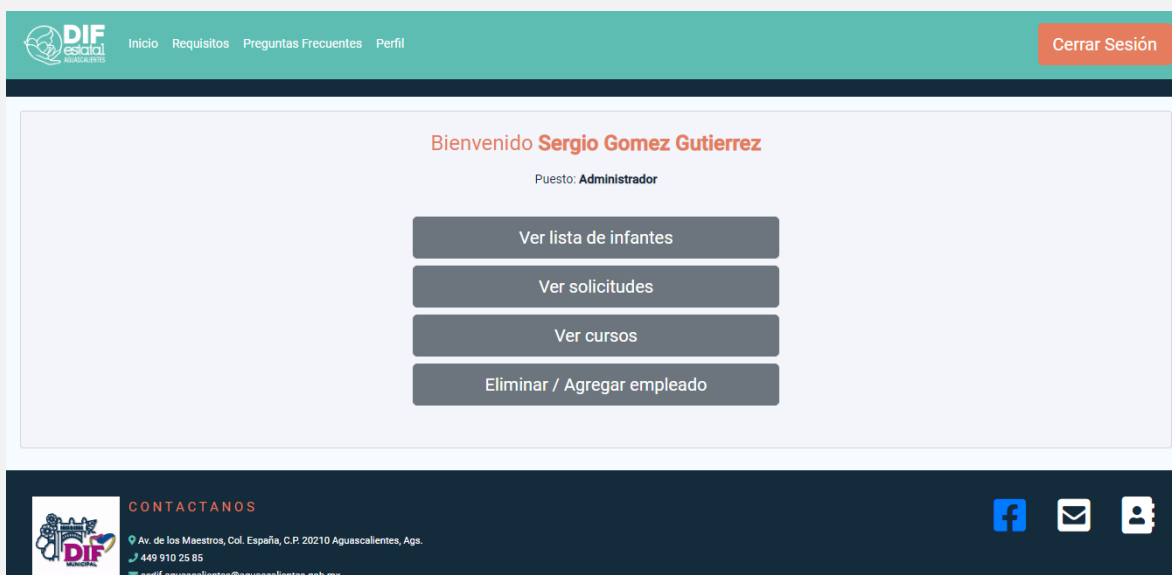 DIF
estatal
AGUASCALIENTES
Inicio Requisitos Preguntas Frecuentes Perfil
Cerrar Sesión
Bienvenido Sergio Gomez Gutierrez
Puesto: Administrador
Ver lista de infantes
Ver solicitudes
Ver cursos
Eliminar / Agregar empleado
DIF
MUNICIPAL
CONTACTANOS
Av. de los Maestros, Col. España, C.P. 20210 Aguascalientes, Ags.
449 910 25 85